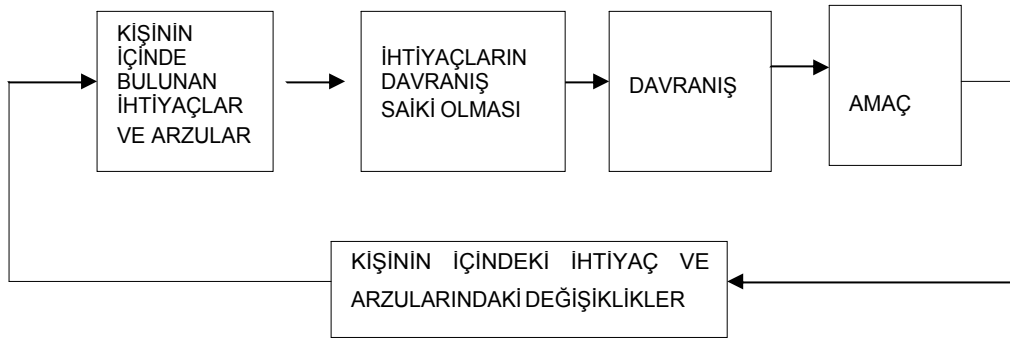 KİŞİNİN
İÇİNDE
BULUNAN
İHTİYAÇLAR
VE ARZULAR
İHTİYAÇLARIN
DAVRANIŞ
SAİKİ OLMASI
DAVRANIŞ
AMAÇ
KİŞİNİN İÇİNDEKİ İHTİYAÇ VE
ARZULARINDAKİ DEĞİŞİKLİKLER